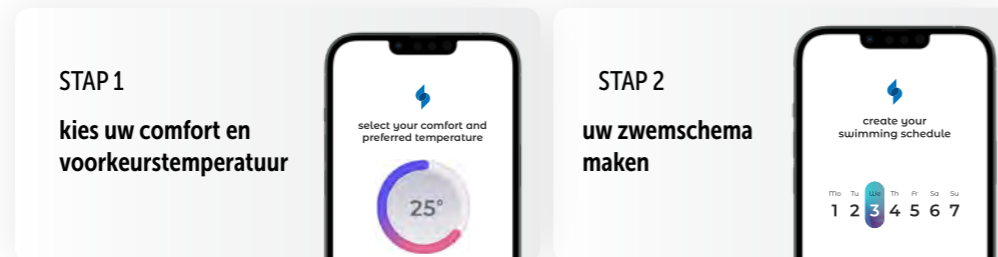 STAP 1
kies uw comfort en
voorkeurstemperatuur
select your comfort and
preferred temperature
25°
STAP 2
uw zwemschema
maken
create your
swimming schedule
Mo Tu We Th Fr Sa Su
1 2 3 4 5 6 7